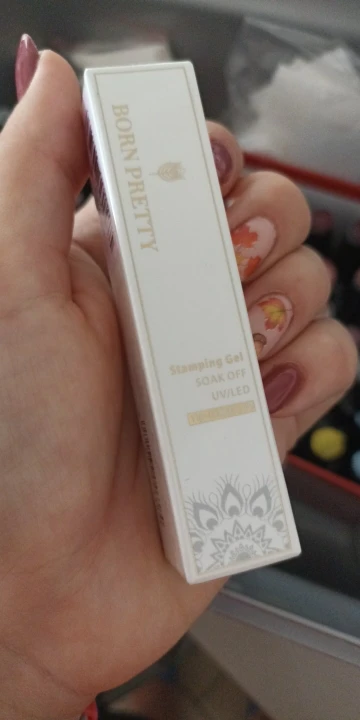 BORN PRETTY
Stamping Gel
SOAK OFF
UV/LED